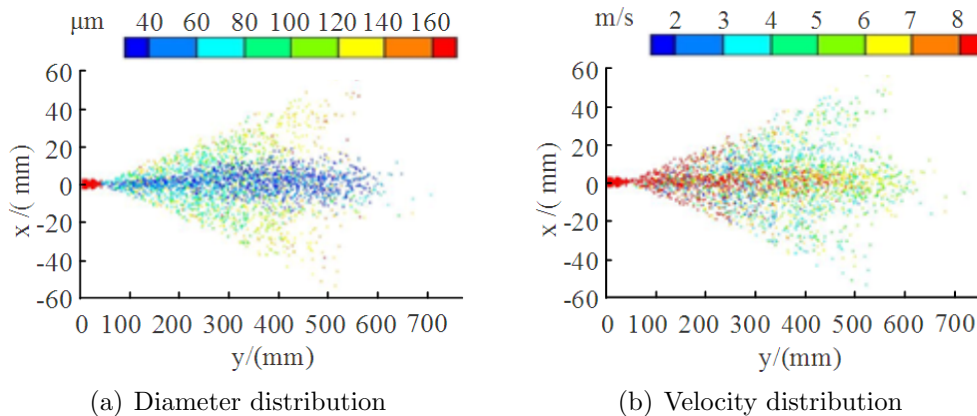 μm 40 60 80 100 120 140 160
60
40
20
0
-20
-40
-60
x /( mm)
0 100 200 300 400 500 600 700
y/(mm)
(a) Diameter distribution
m/s 2 3 4 5 6 7 8
60
40
20
0
-20
-40
-60
x /( mm)
0 100 200 300 400 500 600 700
y/(mm)
(b) Velocity distribution